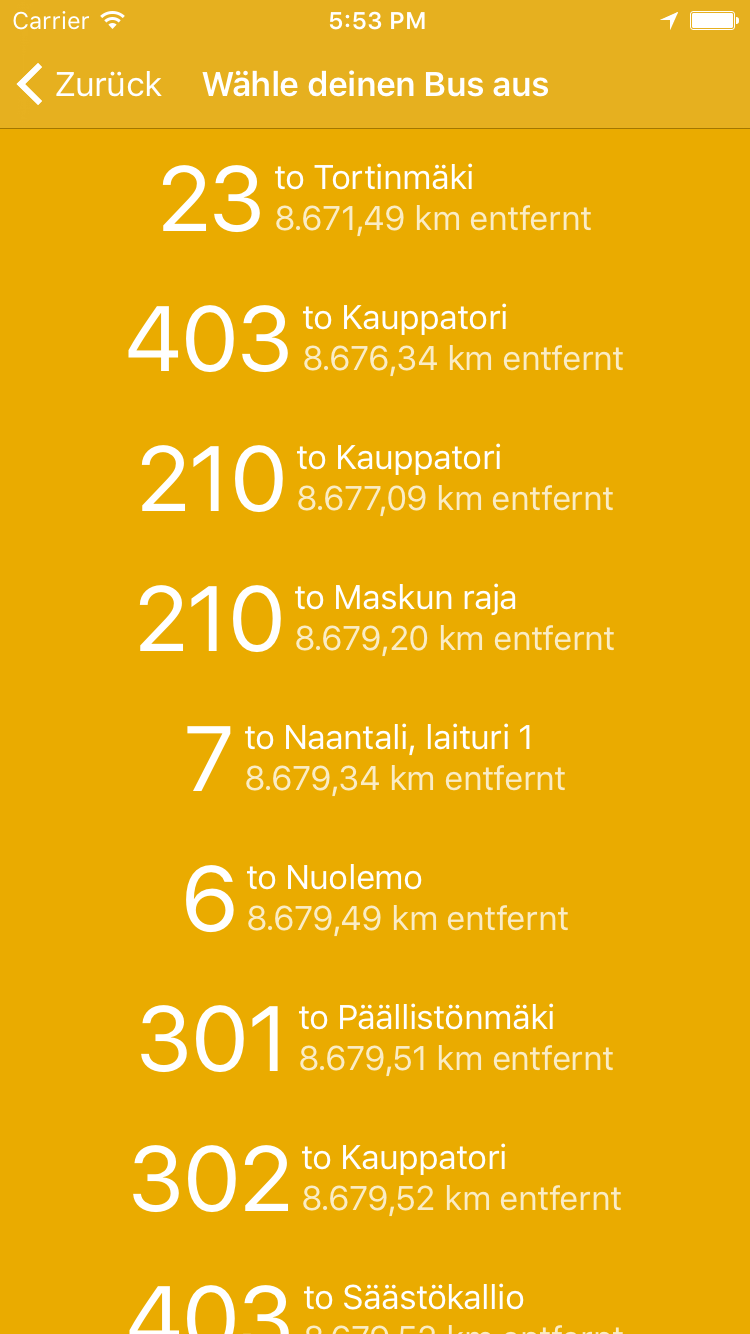 Carrier 5:53 PM
Zurück Wähle deinen Bus aus
23 to Tortinmäki
8.671,49 km entfernt
403 to Kauppatori
8.676,34 km entfernt
210 to Kauppatori
8.677,09 km entfernt
210 to Maskun raja
8.679,20 km entfernt
7 to Naantali, laituri 1
8.679,34 km entfernt
6 to Nuolemo
8.679,49 km entfernt
301 to Päällistönmäki
8.679,51 km entfernt
302 to Kauppatori
8.679,52 km entfernt
403 to Säästökallio
km entfernt